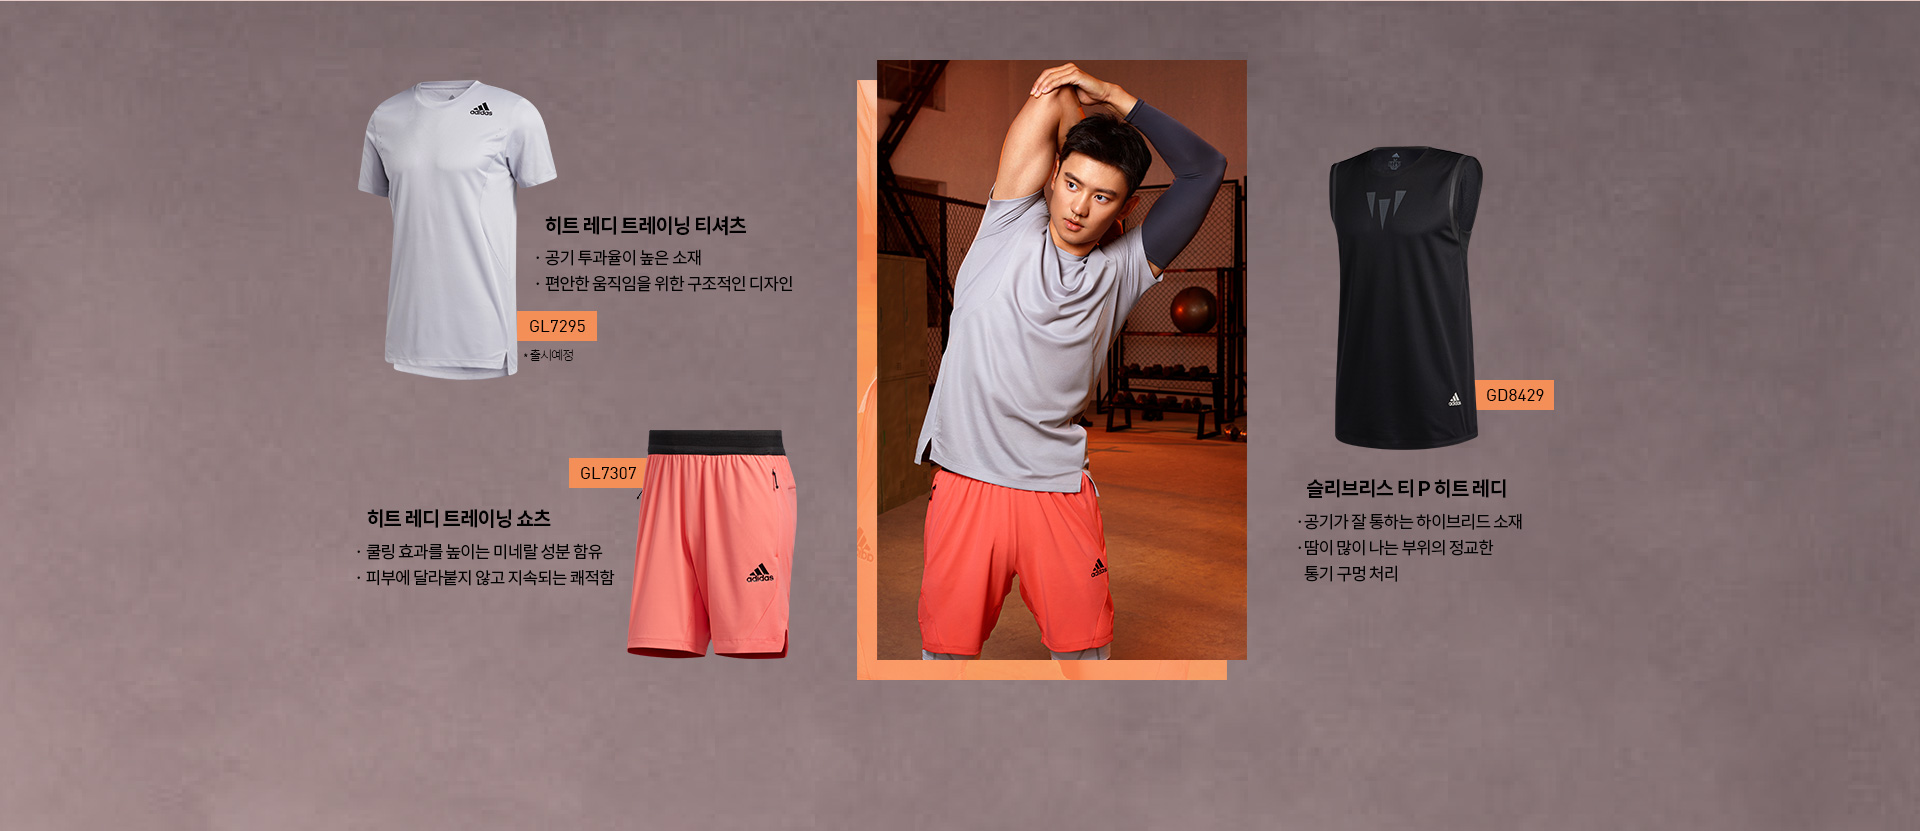 adidas
히트 레디 트레이닝 티셔츠
· 공기 투과율이 높은 소재
· 편안한 움직임을 위한 구조적인 디자인
GL7295
• 출시예정
GL7307
히트 레디 트레이닝 쇼츠
· 쿨링 효과를 높이는 미네랄 성분 함유
· 피부에 달라붙지 않고 지속되는 쾌적함
adidas
adidas
adidas
GD8429
슬리브리스 티 P 히트 레디
· 공기가 잘 통하는 하이브리드 소재
· 땀이 많이 나는 부위의 정교한
통기 구멍 처리